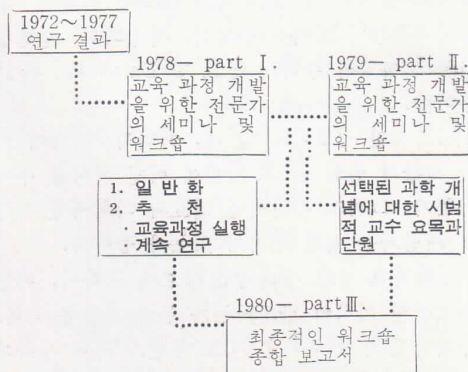 1972~1977
연구 결과
1978— part Ⅰ.
교육 과정 개발
을 위한 전문가
의 세미나 및
워크숍
1979— part Ⅱ.
교육 과정 개발
을 위한 전문가
의 세미나 및
워크숍
1. 일 반 화
2. 추 천
· 교육과정 실행
계속 연구
선택된 과학 개
념에 대한 시범
적 교수 요목과
단원
1980— part Ⅲ.
최종적인 워크숍
종합 보고서